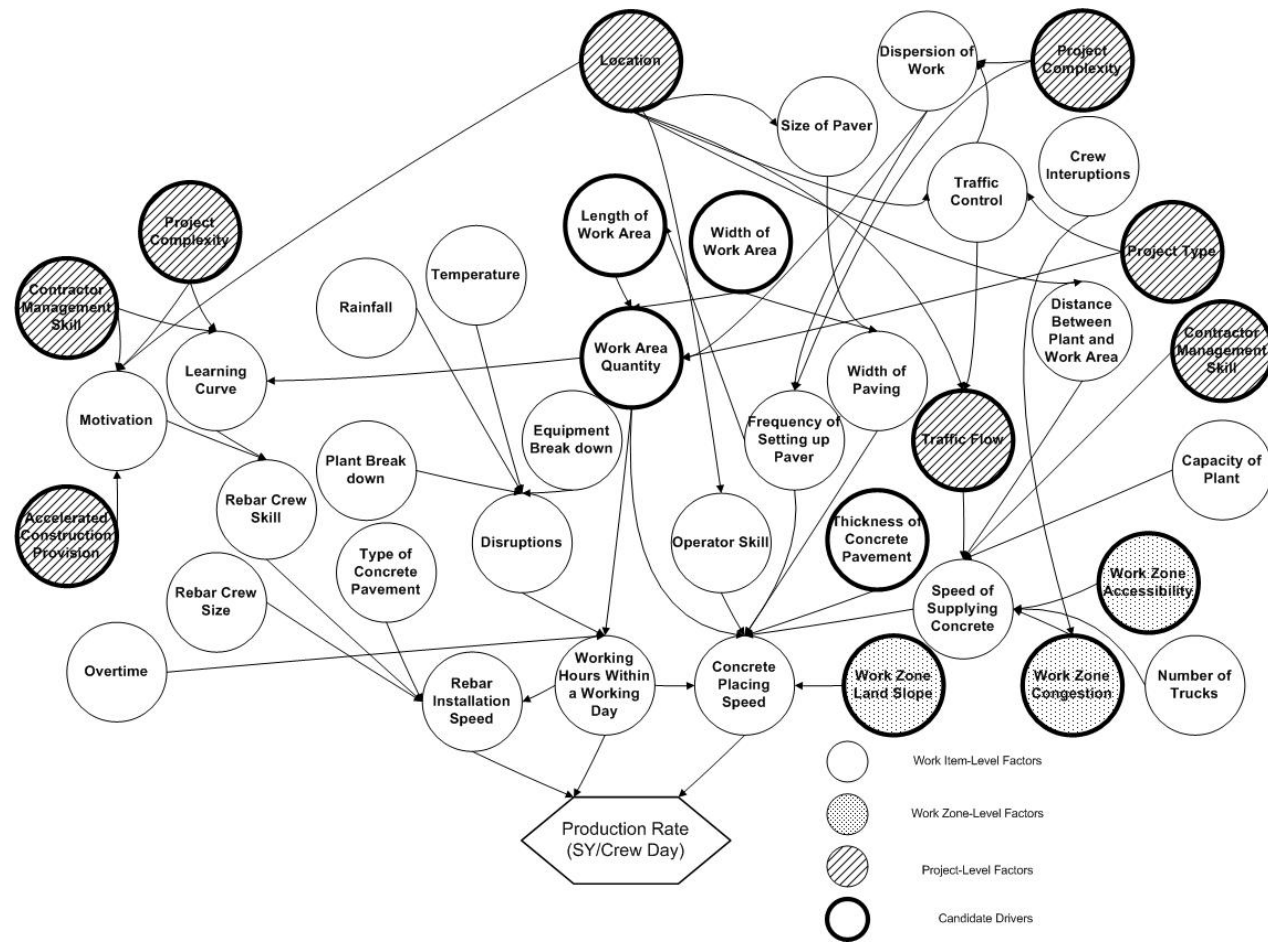 Location
Dispersion of
Work
Project
Complexity
Size of Paver
Crew
Interuptions
Traffic
Control
Project
Complexity
Length of
Work Area
Width of
Work Area
Project Type
Temperature
Rainfall
Contractor
Management
Skill
Distance
Between
Plant and
Work Area
Contractor
Management
Skill
Learning
Curve
Work Area
Quantity
Width of
Paving
Motivation
Equipment
Break down
Frequency of
Setting up
Paver
Traffic Flow
Plant Break
down
Capacity of
Plant
Rebar Crew
Skill
Accelerated
Construction
Provision
Disruptions
Operator Skill
Thickness of
Concrete
Pavement
Type of
Concrete
Pavement
Rebar Crew
Size
Speed of
Supplying
Concrete
Work Zone
Accessibility
Overtime
Rebar
Installation
Speed
Working
Hours Within
a Working
Day
Concrete
Placing
Speed
Work Zone
Land Slope
Work Zone
Congestion
Number of
Trucks
Production Rate
(SY/Crew Day)
Work Item-Level Factors
Work Zone-Level Factors
Project-Level Factors
Candidate Drivers